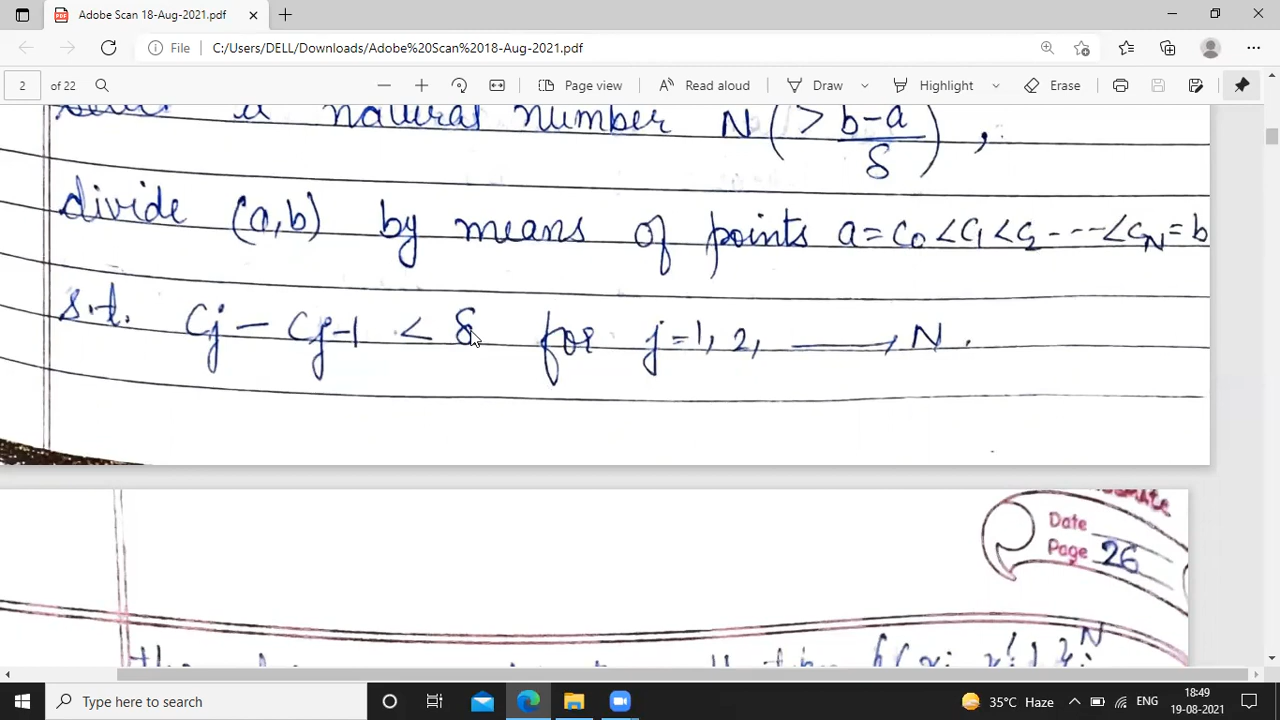 Adobe Scan 18-Aug-2021.pdf
File C:/Users/DELL/Downloads/Adobe%20Scan%2018-Aug-2021.pdf
2 of 22 Page view Read aloud Draw Highlight Erase
a natural number N(> b-a/δ),
divide (a,b) by means of points a=c₀<c₁<c₂----<c_N=b
s.t. c_j - c_{j-1} < δ for j=1, 2, ———, N.
Date
Page 26
Type here to search
35°C Haze ENG 18:49
19-08-2021